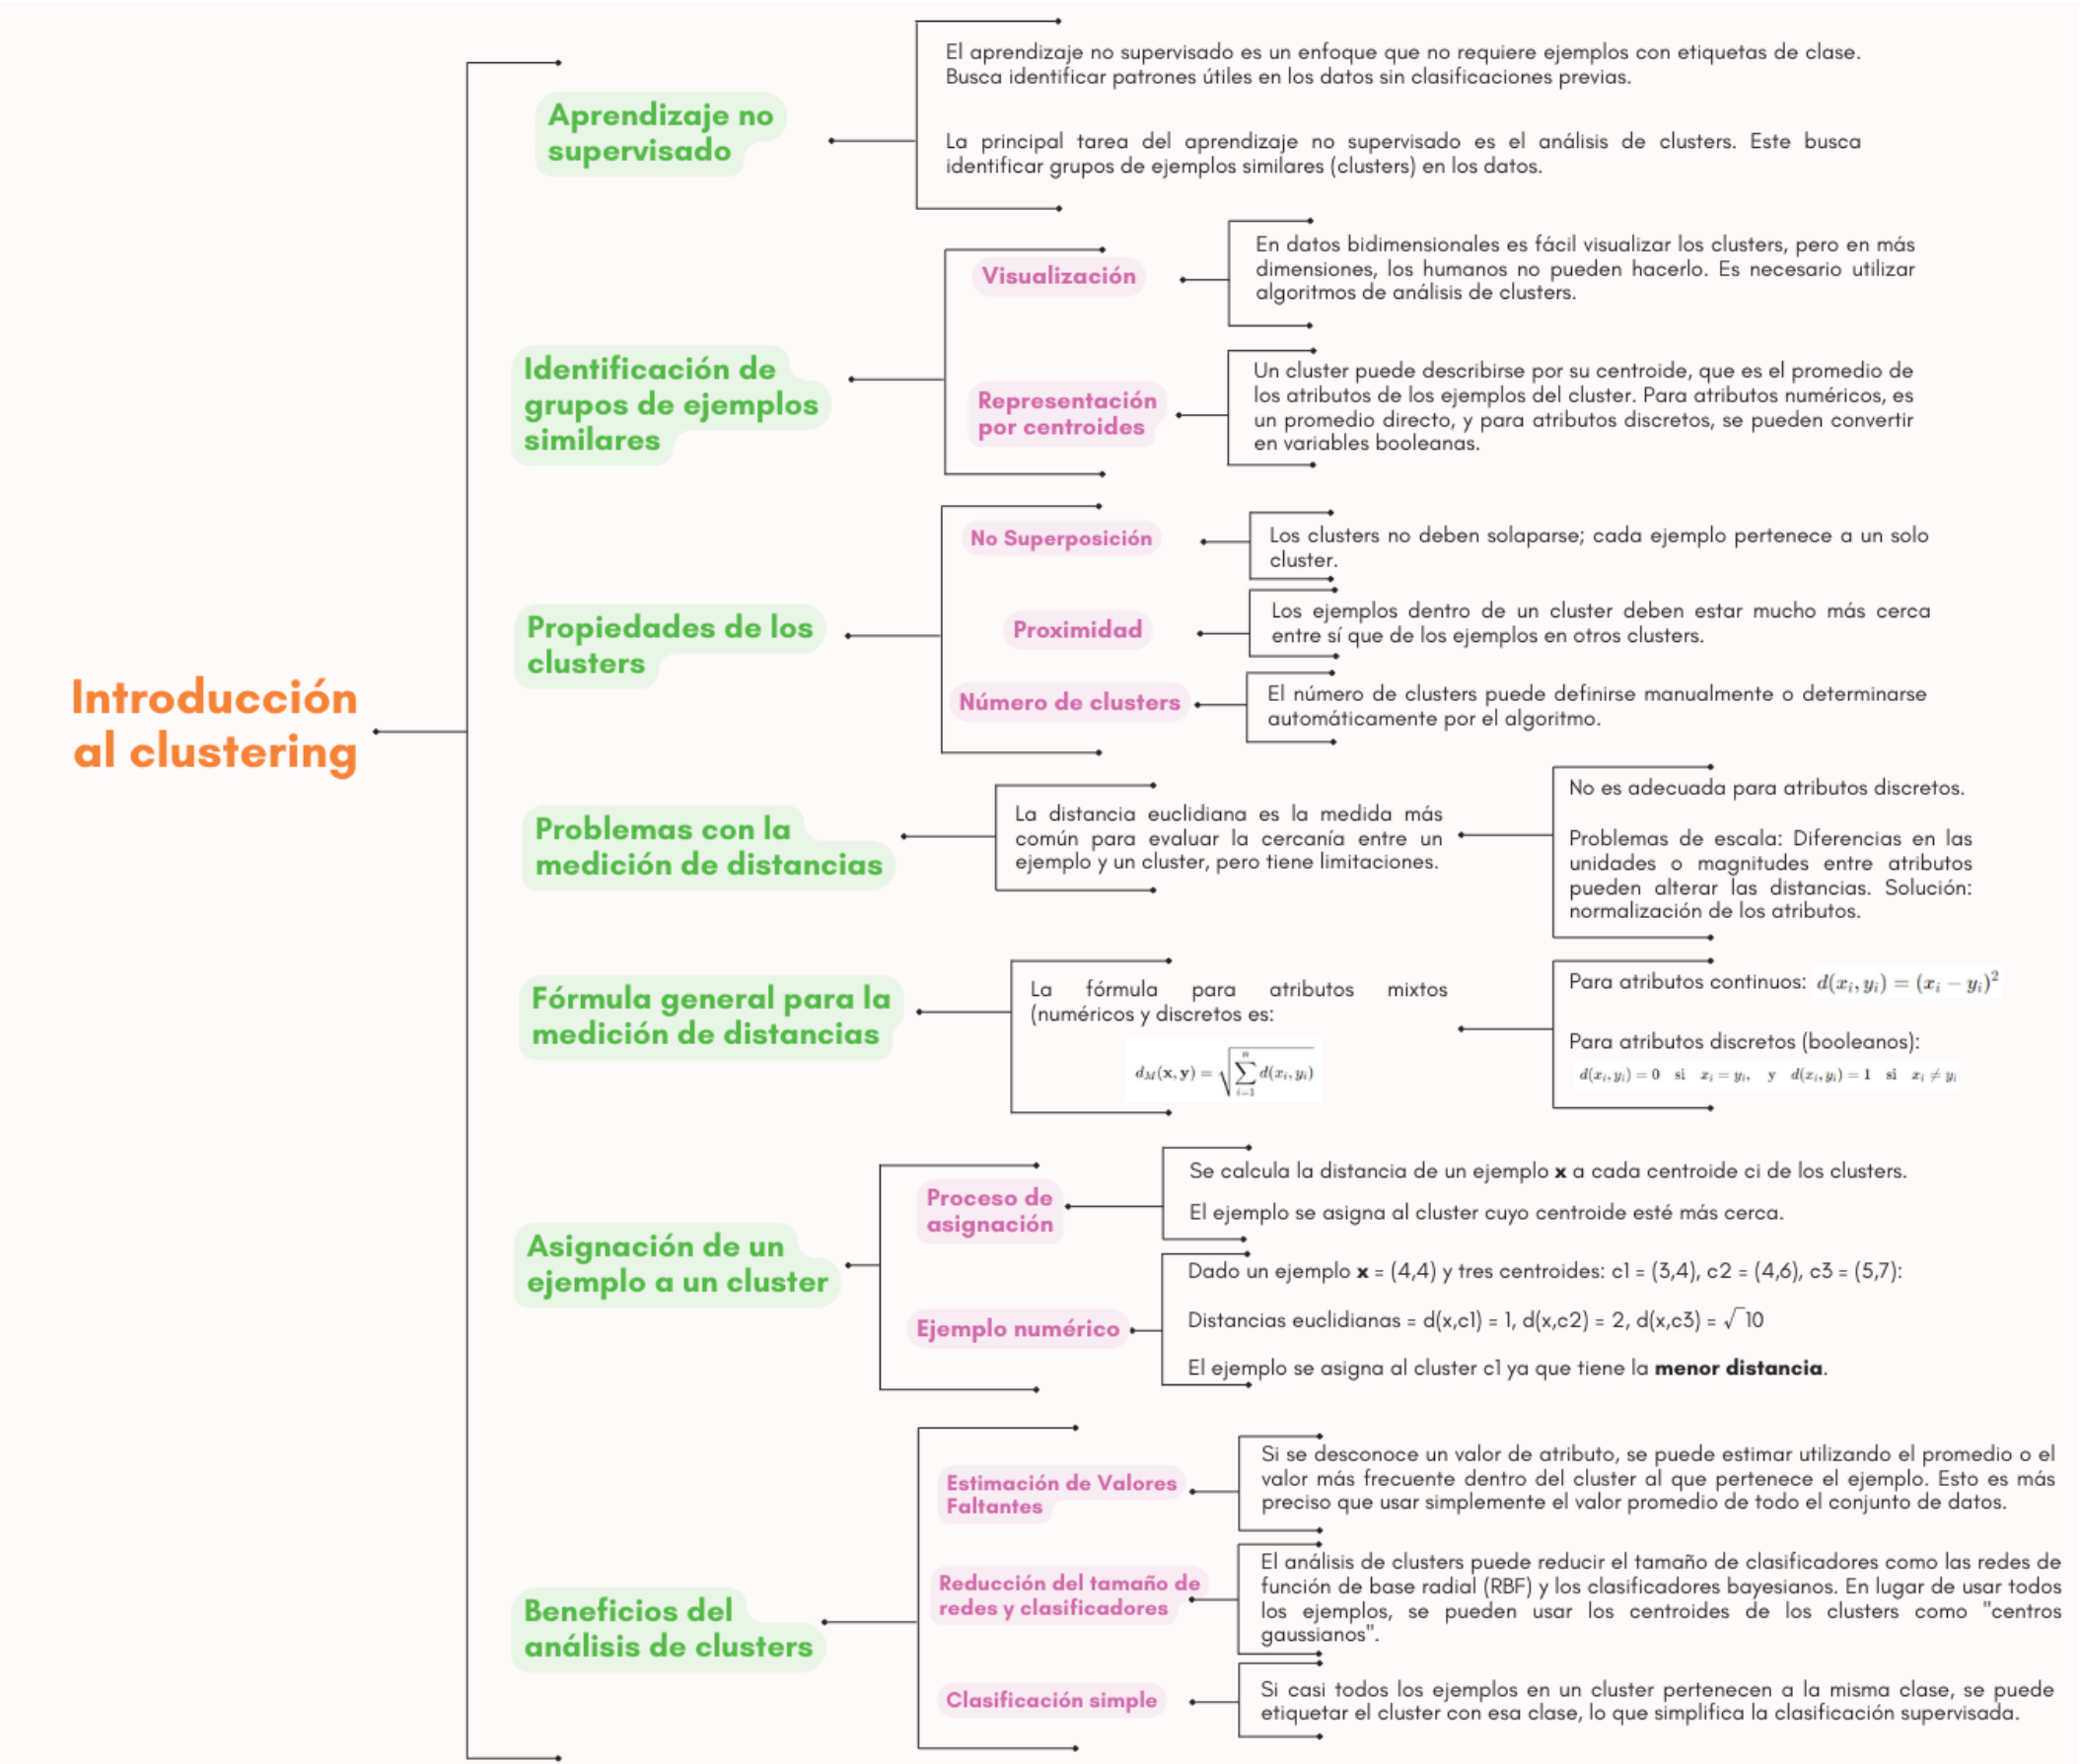 Introducción
al clustering
Aprendizaje no
supervisado
El aprendizaje no supervisado es un enfoque que no requiere ejemplos con etiquetas de clase.
Busca identificar patrones útiles en los datos sin clasificaciones previas.
La principal tarea del aprendizaje no supervisado es el análisis de clusters. Este busca
identificar grupos de ejemplos similares (clusters) en los datos.
Identificación de
grupos de ejemplos
similares
Visualización
En datos bidimensionales es fácil visualizar los clusters, pero en más
dimensiones, los humanos no pueden hacerlo. Es necesario utilizar
algoritmos de análisis de clusters.
Representación
por centroides
Un cluster puede describirse por su centroide, que es el promedio de
los atributos de los ejemplos del cluster. Para atributos numéricos, es
un promedio directo, y para atributos discretos, se pueden convertir
en variables booleanas.
Propiedades de los
clusters
No Superposición
Los clusters no deben solaparse; cada ejemplo pertenece a un solo
cluster.
Proximidad
Los ejemplos dentro de un cluster deben estar mucho más cerca
entre sí que de los ejemplos en otros clusters.
Número de clusters
El número de clusters puede definirse manualmente o determinarse
automáticamente por el algoritmo.
Problemas con la
medición de distancias
La distancia euclidiana es la medida más
común para evaluar la cercanía entre un
ejemplo y un cluster, pero tiene limitaciones.
No es adecuada para atributos discretos.
Problemas de escala: Diferencias en las
unidades o magnitudes entre atributos
pueden alterar las distancias. Solución:
normalización de los atributos.
Fórmula general para la
medición de distancias
La fórmula para atributos mixtos
(numéricos y discretos es:
d_M(x, y) = √∑_{i=1}^{n} d(x_i, y_i)
Para atributos continuos: d(x_i, y_i) = (x_i − y_i)²
Para atributos discretos (booleanos):
d(x_i, y_i) = 0 si x_i = y_i, y d(x_i, y_i) = 1 si x_i ≠ y_i
Asignación de un
ejemplo a un cluster
Proceso de
asignación
Se calcula la distancia de un ejemplo x a cada centroide ci de los clusters.
El ejemplo se asigna al cluster cuyo centroide esté más cerca.
Ejemplo numérico
Dado un ejemplo x = (4,4) y tres centroides: c1 = (3,4), c2 = (4,6), c3 = (5,7):
Distancias euclidianas = d(x,c1) = 1, d(x,c2) = 2, d(x,c3) = √10
El ejemplo se asigna al cluster c1 ya que tiene la menor distancia.
Beneficios del
análisis de clusters
Estimación de Valores
Faltantes
Si se desconoce un valor de atributo, se puede estimar utilizando el promedio o el
valor más frecuente dentro del cluster al que pertenece el ejemplo. Esto es más
preciso que usar simplemente el valor promedio de todo el conjunto de datos.
Reducción del tamaño de
redes y clasificadores
El análisis de clusters puede reducir el tamaño de clasificadores como las redes de
función de base radial (RBF) y los clasificadores bayesianos. En lugar de usar todos
los ejemplos, se pueden usar los centroides de los clusters como "centros
gaussianos".
Clasificación simple
Si casi todos los ejemplos en un cluster pertenecen a la misma clase, se puede
etiquetar el cluster con esa clase, lo que simplifica la clasificación supervisada.